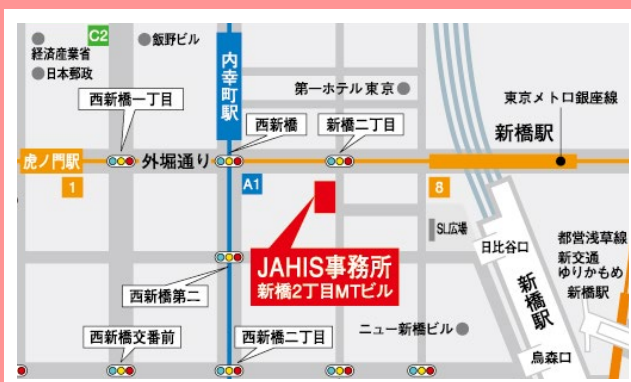 C2
飯野ビル
経済産業省
日本郵政
内幸町駅
第一ホテル東京
東京メトロ銀座線
西新橋一丁目
西新橋
新橋二丁目
新橋駅
虎ノ門駅
外堀通り
1
A1
8
SL広場
日比谷口
都営浅草線
新交通
ゆりかもめ
新橋駅
JAHIS事務所
新橋2丁目MTビル
新橋駅
西新橋第二
西新橋交番前
西新橋二丁目
ニュー新橋ビル
烏森口